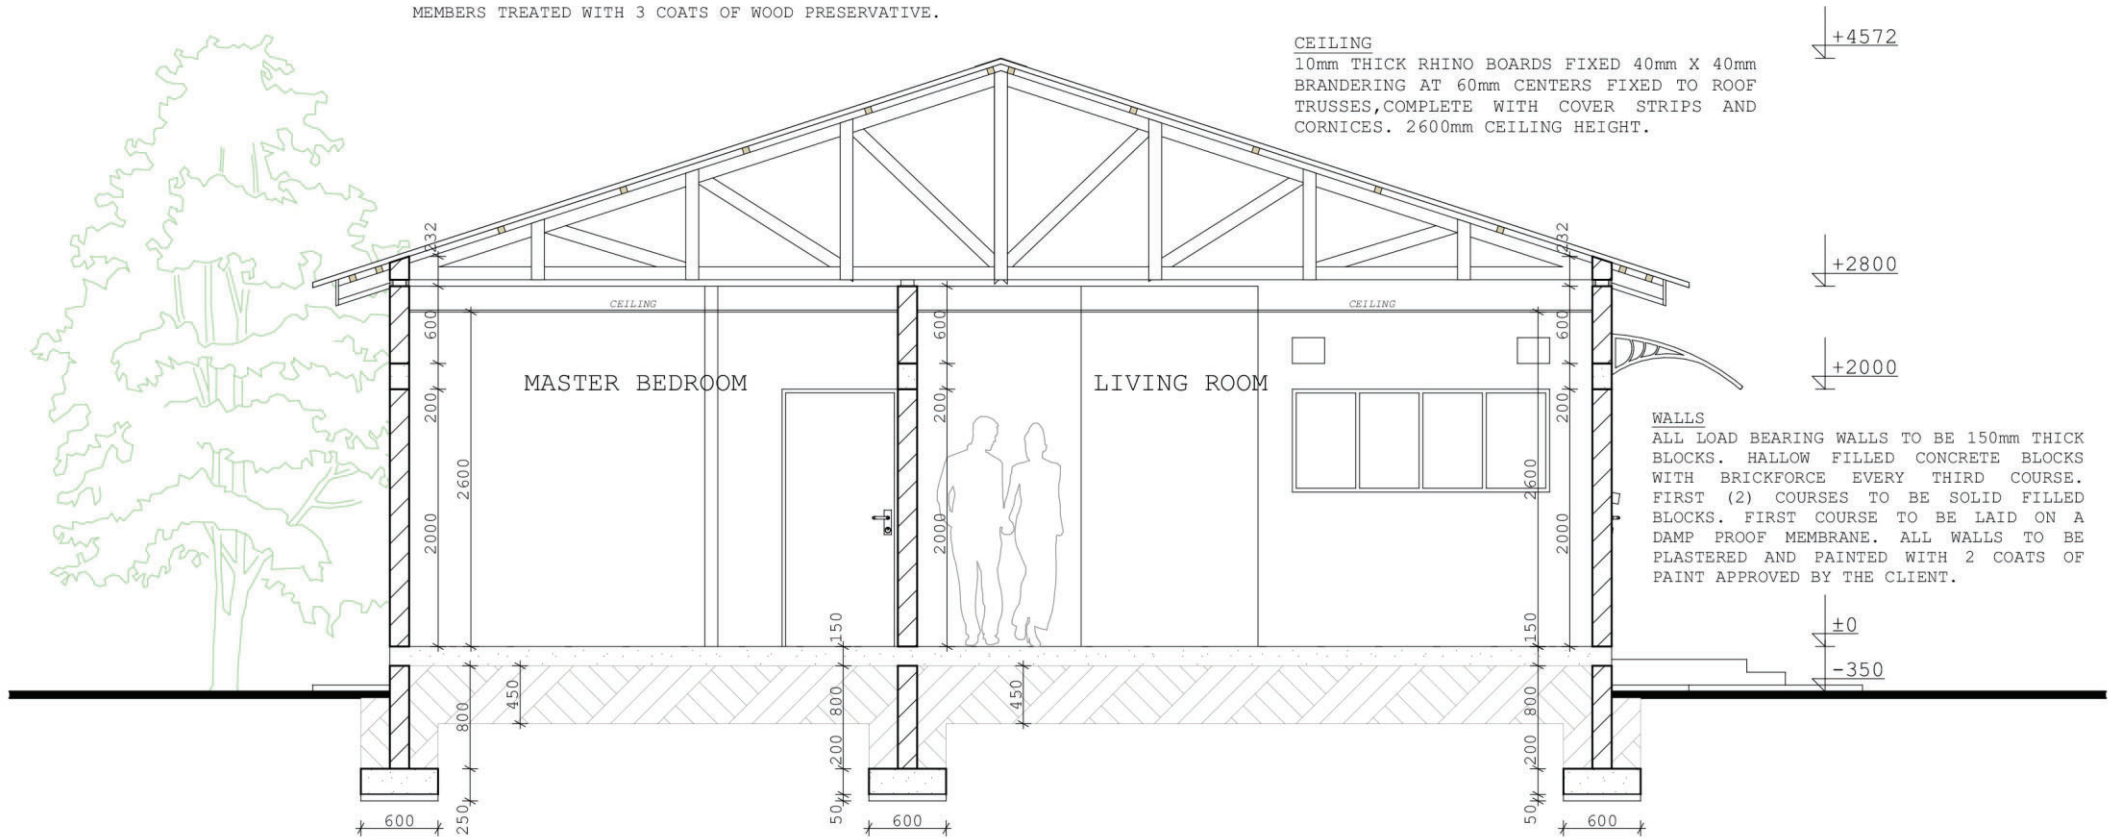 MEMBERS TREATED WITH 3 COATS OF WOOD PRESERVATIVE.
+4572
CEILING
10mm THICK RHINO BOARDS FIXED 40mm X 40mm
BRANDERING AT 60mm CENTERS FIXED TO ROOF
TRUSSES,COMPLETE WITH COVER STRIPS AND
CORNICES. 2600mm CEILING HEIGHT.
232
232
+2800
CEILING
CEILING
600
600
600
+2000
MASTER BEDROOM
LIVING ROOM
200
200
200
WALLS
ALL LOAD BEARING WALLS TO BE 150mm THICK
BLOCKS. HALLOW FILLED CONCRETE BLOCKS
WITH BRICKFORCE EVERY THIRD COURSE.
FIRST (2) COURSES TO BE SOLID FILLED
BLOCKS. FIRST COURSE TO BE LAID ON A
DAMP PROOF MEMBRANE. ALL WALLS TO BE
PLASTERED AND PAINTED WITH 2 COATS OF
PAINT APPROVED BY THE CLIENT.
2600
2600
2000
2000
2000
150
150
±0
-350
450
450
800
800
800
200
200
250
50
50
600
600
600